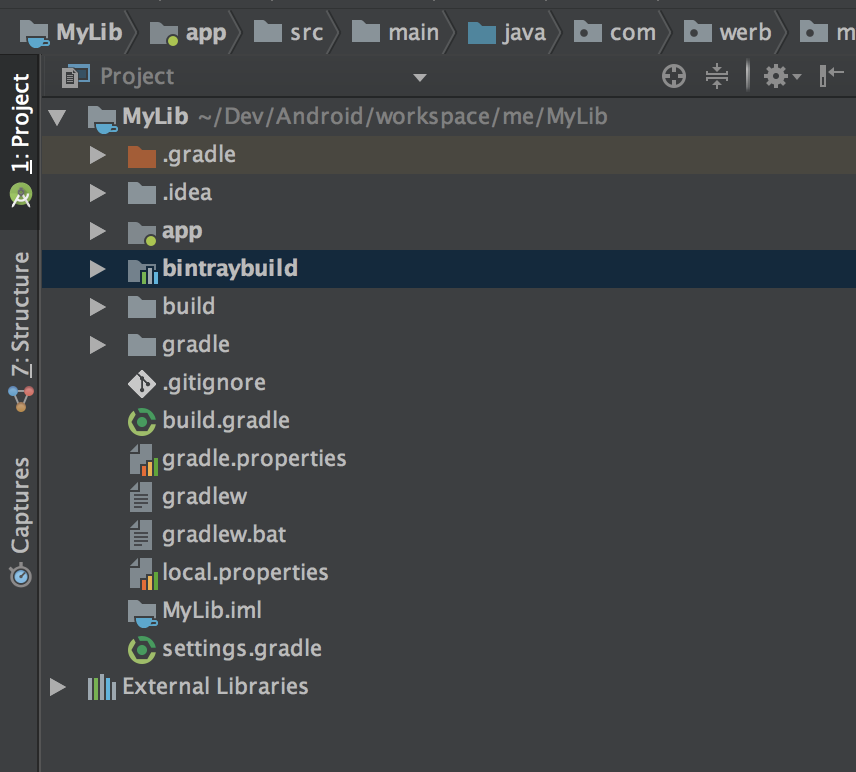 MyLib app src main java com werb m
Project
MyLib ~/Dev/Android/workspace/me/MyLib
.gradle
.idea
app
bintraybuild
build
gradle
.gitignore
build.gradle
gradle.properties
gradlew
gradlew.bat
local.properties
MyLib.iml
settings.gradle
External Libraries
1: Project
7: Structure
Captures